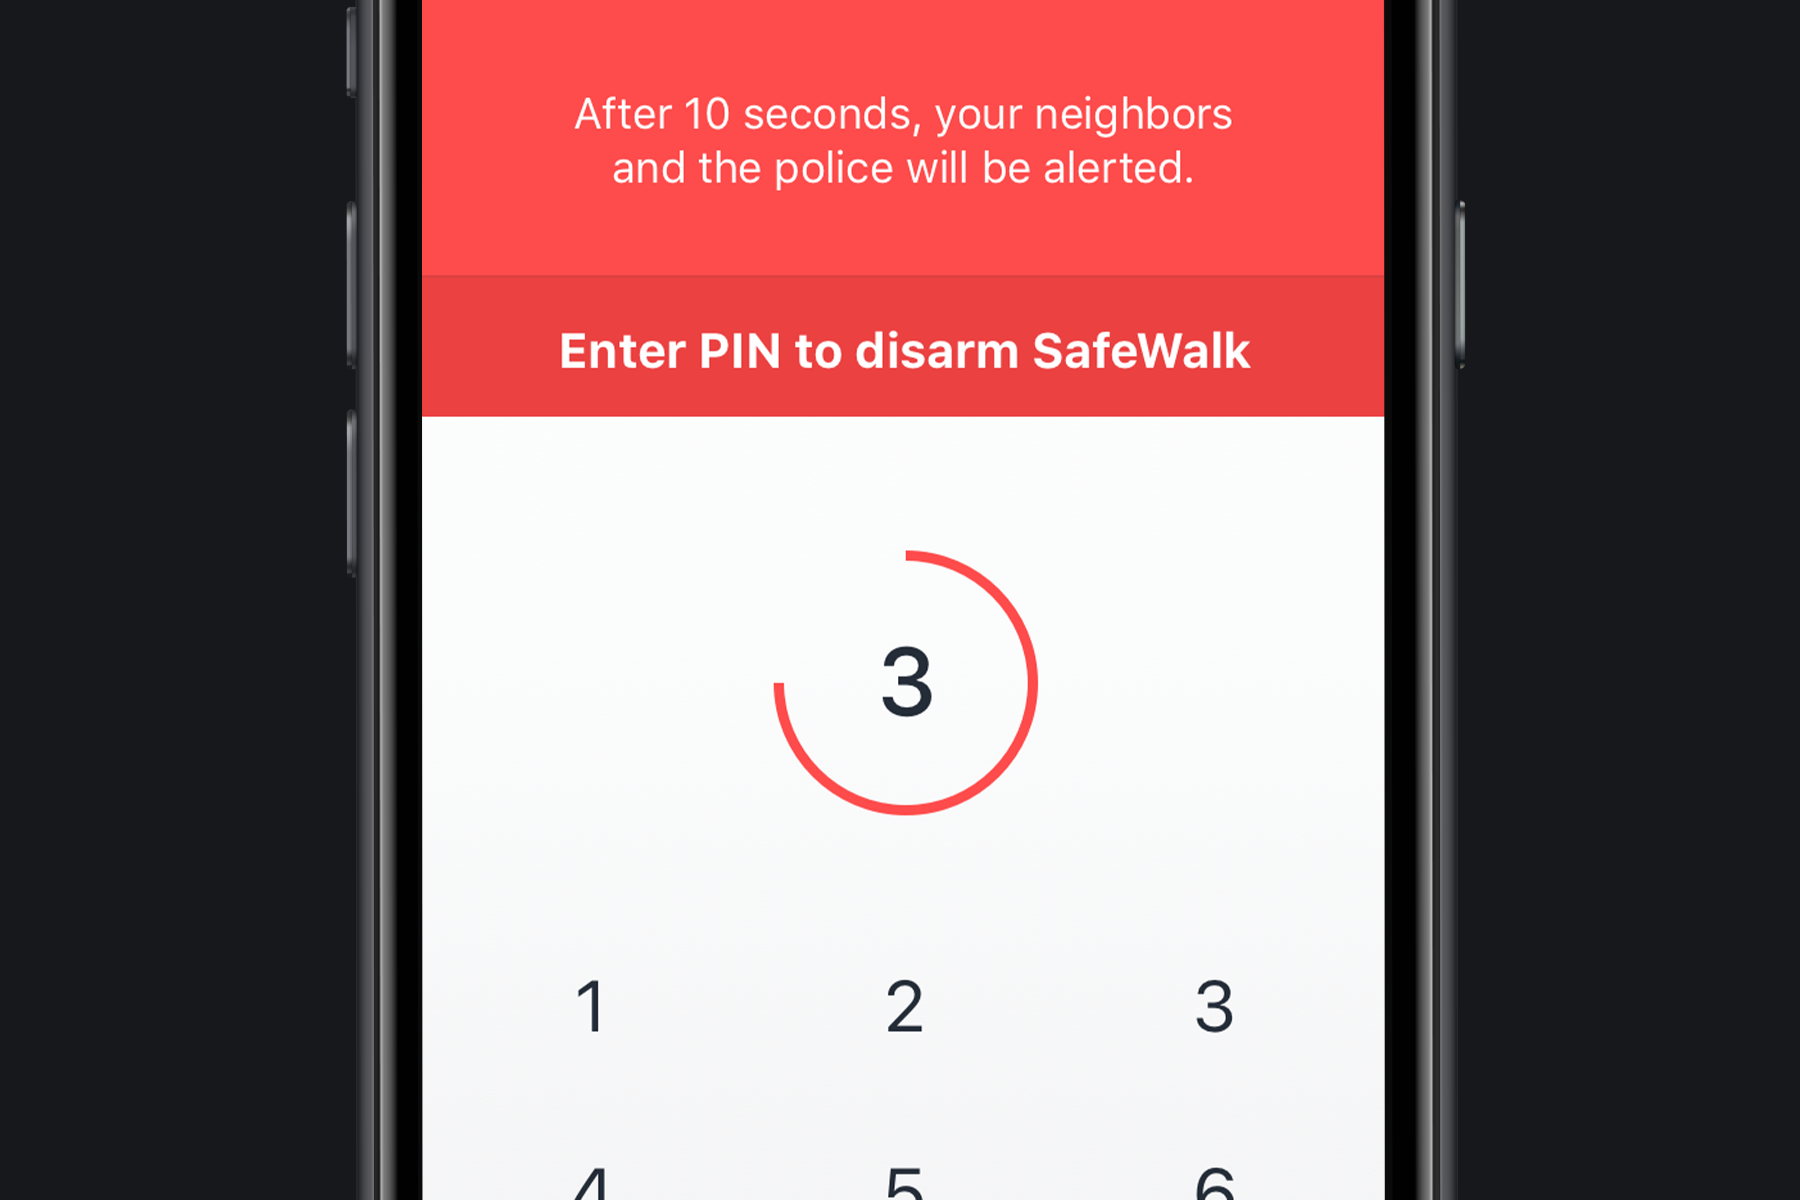 After 10 seconds, your neighbors
and the police will be alerted.
Enter PIN to disarm SafeWalk
3
1 2 3
4 5 6